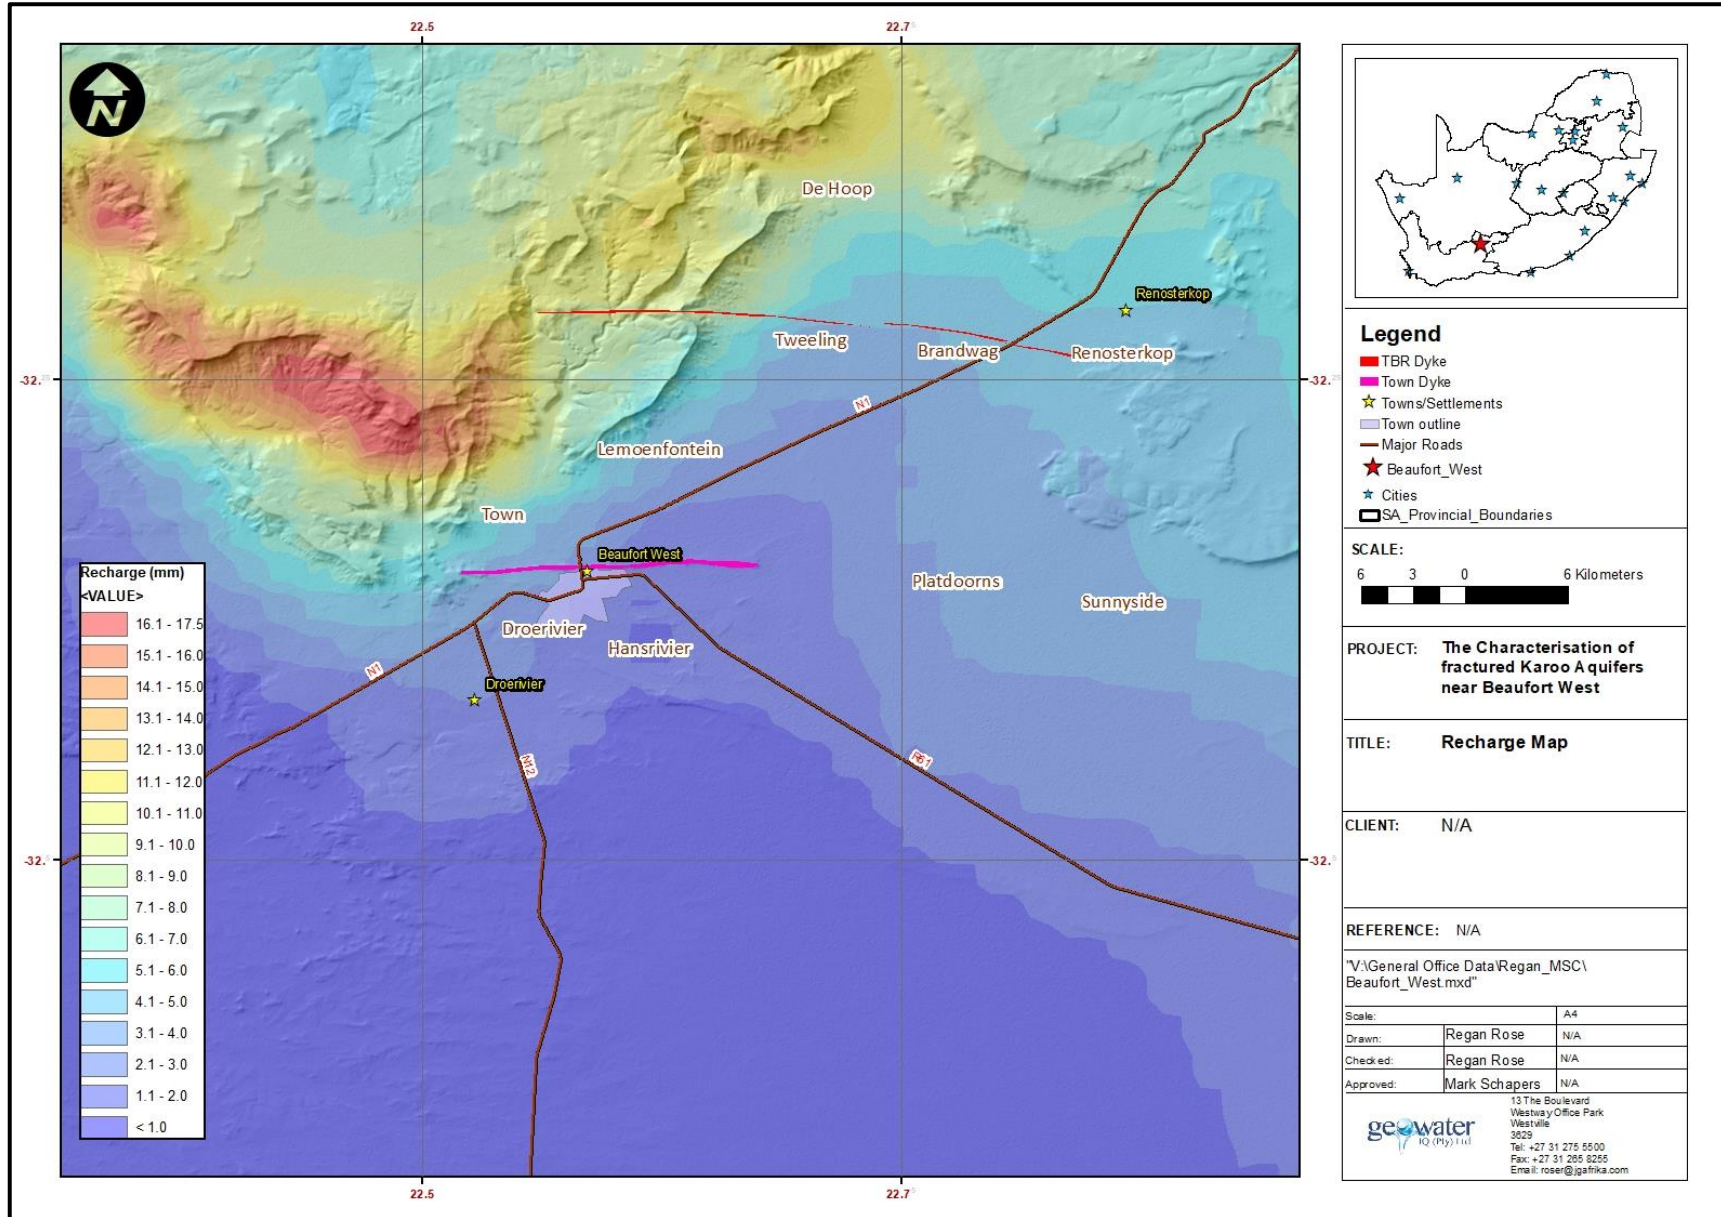 22.5
22.7⁵
N
De Hoop
Renosterkop
Tweeling
Brandwag
Renosterkop
-32.²⁵
-32.²⁵
N1
Lemoenfontein
Town
Beaufort West
Platdoorns
Sunnyside
Droerivier
Hansrivier
N1
Droerivier
N12
R61
-32.⁵
-32.⁵
22.5
22.7⁵
Recharge (mm)
<VALUE>
16.1 - 17.5
15.1 - 16.0
14.1 - 15.0
13.1 - 14.0
12.1 - 13.0
11.1 - 12.0
10.1 - 11.0
9.1 - 10.0
8.1 - 9.0
7.1 - 8.0
6.1 - 7.0
5.1 - 6.0
4.1 - 5.0
3.1 - 4.0
2.1 - 3.0
1.1 - 2.0
< 1.0
Legend
TBR Dyke
Town Dyke
Towns/Settlements
Town outline
Major Roads
Beaufort_West
Cities
SA_Provincial_Boundaries
SCALE:
6 3 0 6 Kilometers
PROJECT: The Characterisation of
fractured Karoo Aquifers
near Beaufort West
TITLE: Recharge Map
CLIENT: N/A
REFERENCE: N/A
"V:\General Office Data\Regan_MSC\
Beaufort_West.mxd"
Scale: A4
Drawn: Regan Rose N/A
Checked: Regan Rose N/A
Approved: Mark Schapers N/A
geowater
IQ (Pty) Ltd
13 The Boulevard
Westway Office Park
Westville
3629
Tel: +27 31 275 5500
Fax: +27 31 265 8255
Email: roser@jgafrika.com